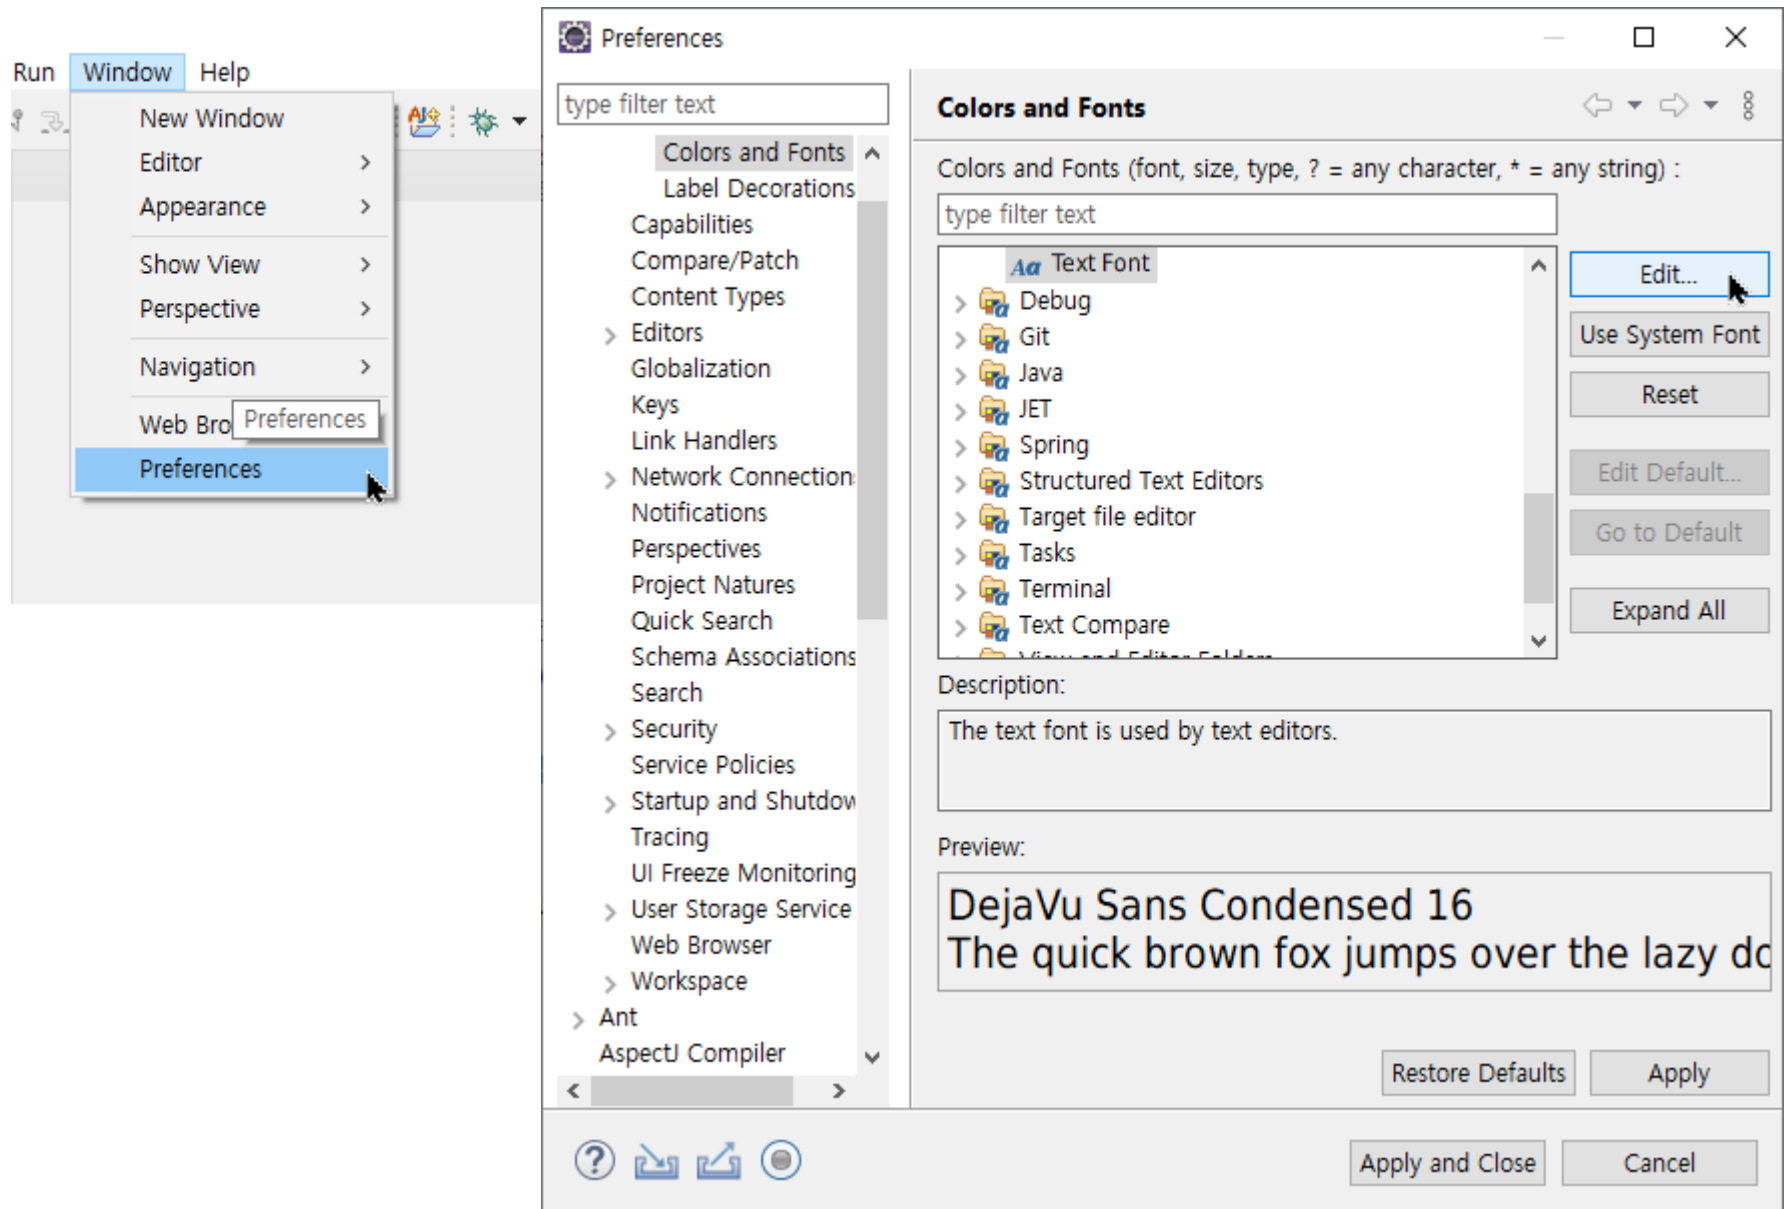 Run Window Help
New Window
Editor
Appearance
Show View
Perspective
Navigation
Web Bro
Preferences
Preferences
Preferences
type filter text
Colors and Fonts
Label Decorations
Capabilities
Compare/Patch
Content Types
Editors
Globalization
Keys
Link Handlers
Network Connection
Notifications
Perspectives
Project Natures
Quick Search
Schema Associations
Search
Security
Service Policies
Startup and Shutdow
Tracing
UI Freeze Monitoring
User Storage Service
Web Browser
Workspace
Ant
AspectJ Compiler
Colors and Fonts
Colors and Fonts (font, size, type, ? = any character, * = any string) :
type filter text
Aa Text Font
Debug
Git
Java
JET
Spring
Structured Text Editors
Target file editor
Tasks
Terminal
Text Compare
View and Editor Folders
Edit...
Use System Font
Reset
Edit Default...
Go to Default
Expand All
Description:
The text font is used by text editors.
Preview:
DejaVu Sans Condensed 16
The quick brown fox jumps over the lazy do
Restore Defaults Apply
Apply and Close Cancel